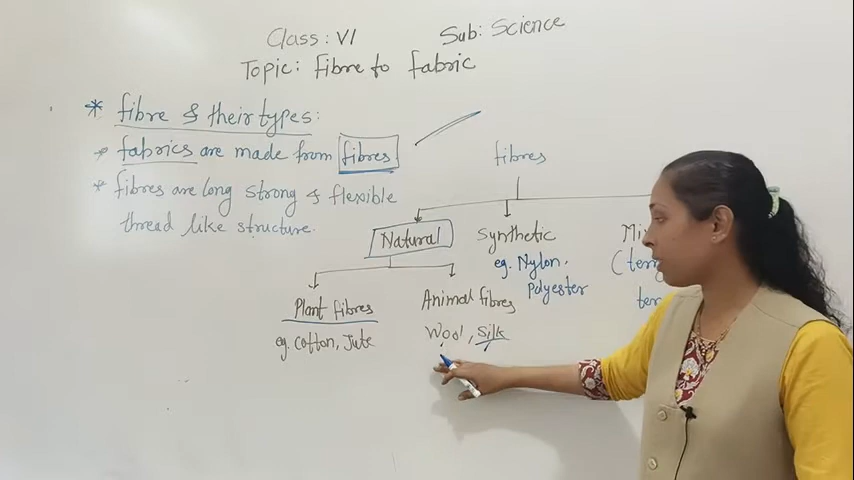 Class: VI Sub: Science
Topic: Fibre to fabric
* fibre & their types:
* fabrics are made from fibres.
* fibres are long strong & flexible
thread like structure.
fibres
Natural Synthetic
eg. Nylon,
Polyester
Plant fibres Animal fibres
eg. Cotton, Jute Wool, Silk